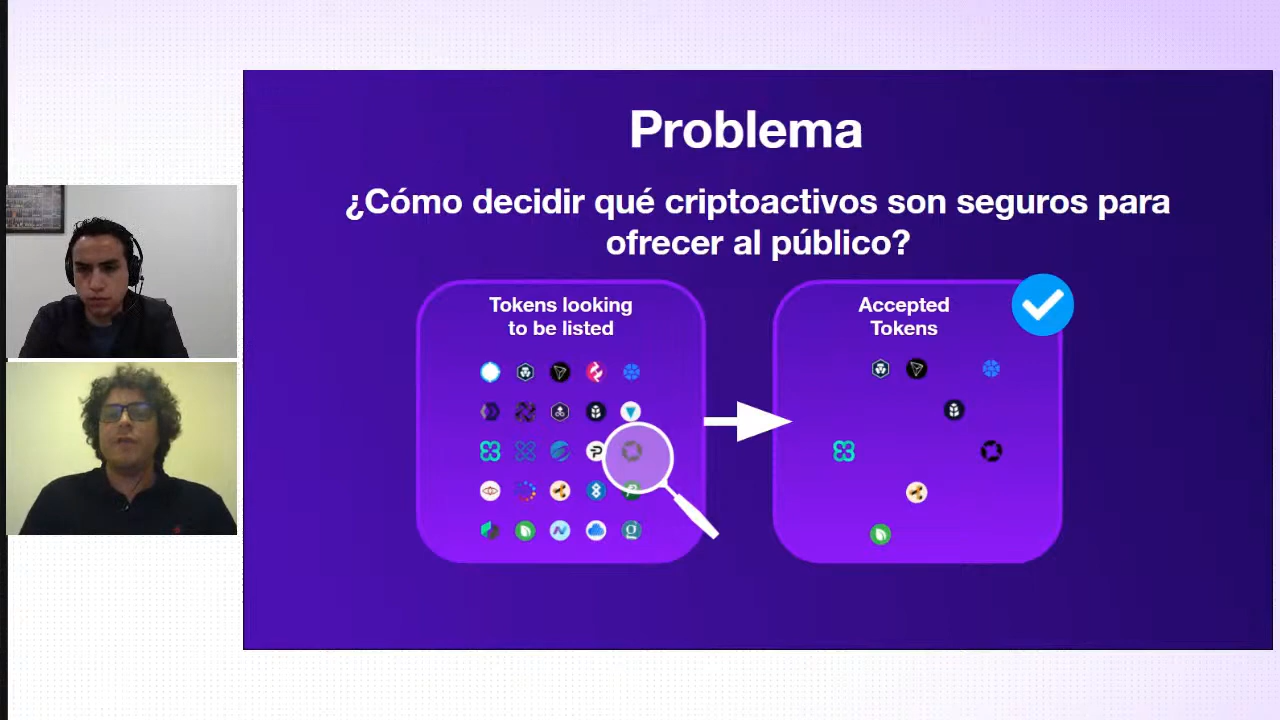 Problema
¿Cómo decidir qué criptoactivos son seguros para
ofrecer al público?
Tokens looking
to be listed
Accepted
Tokens